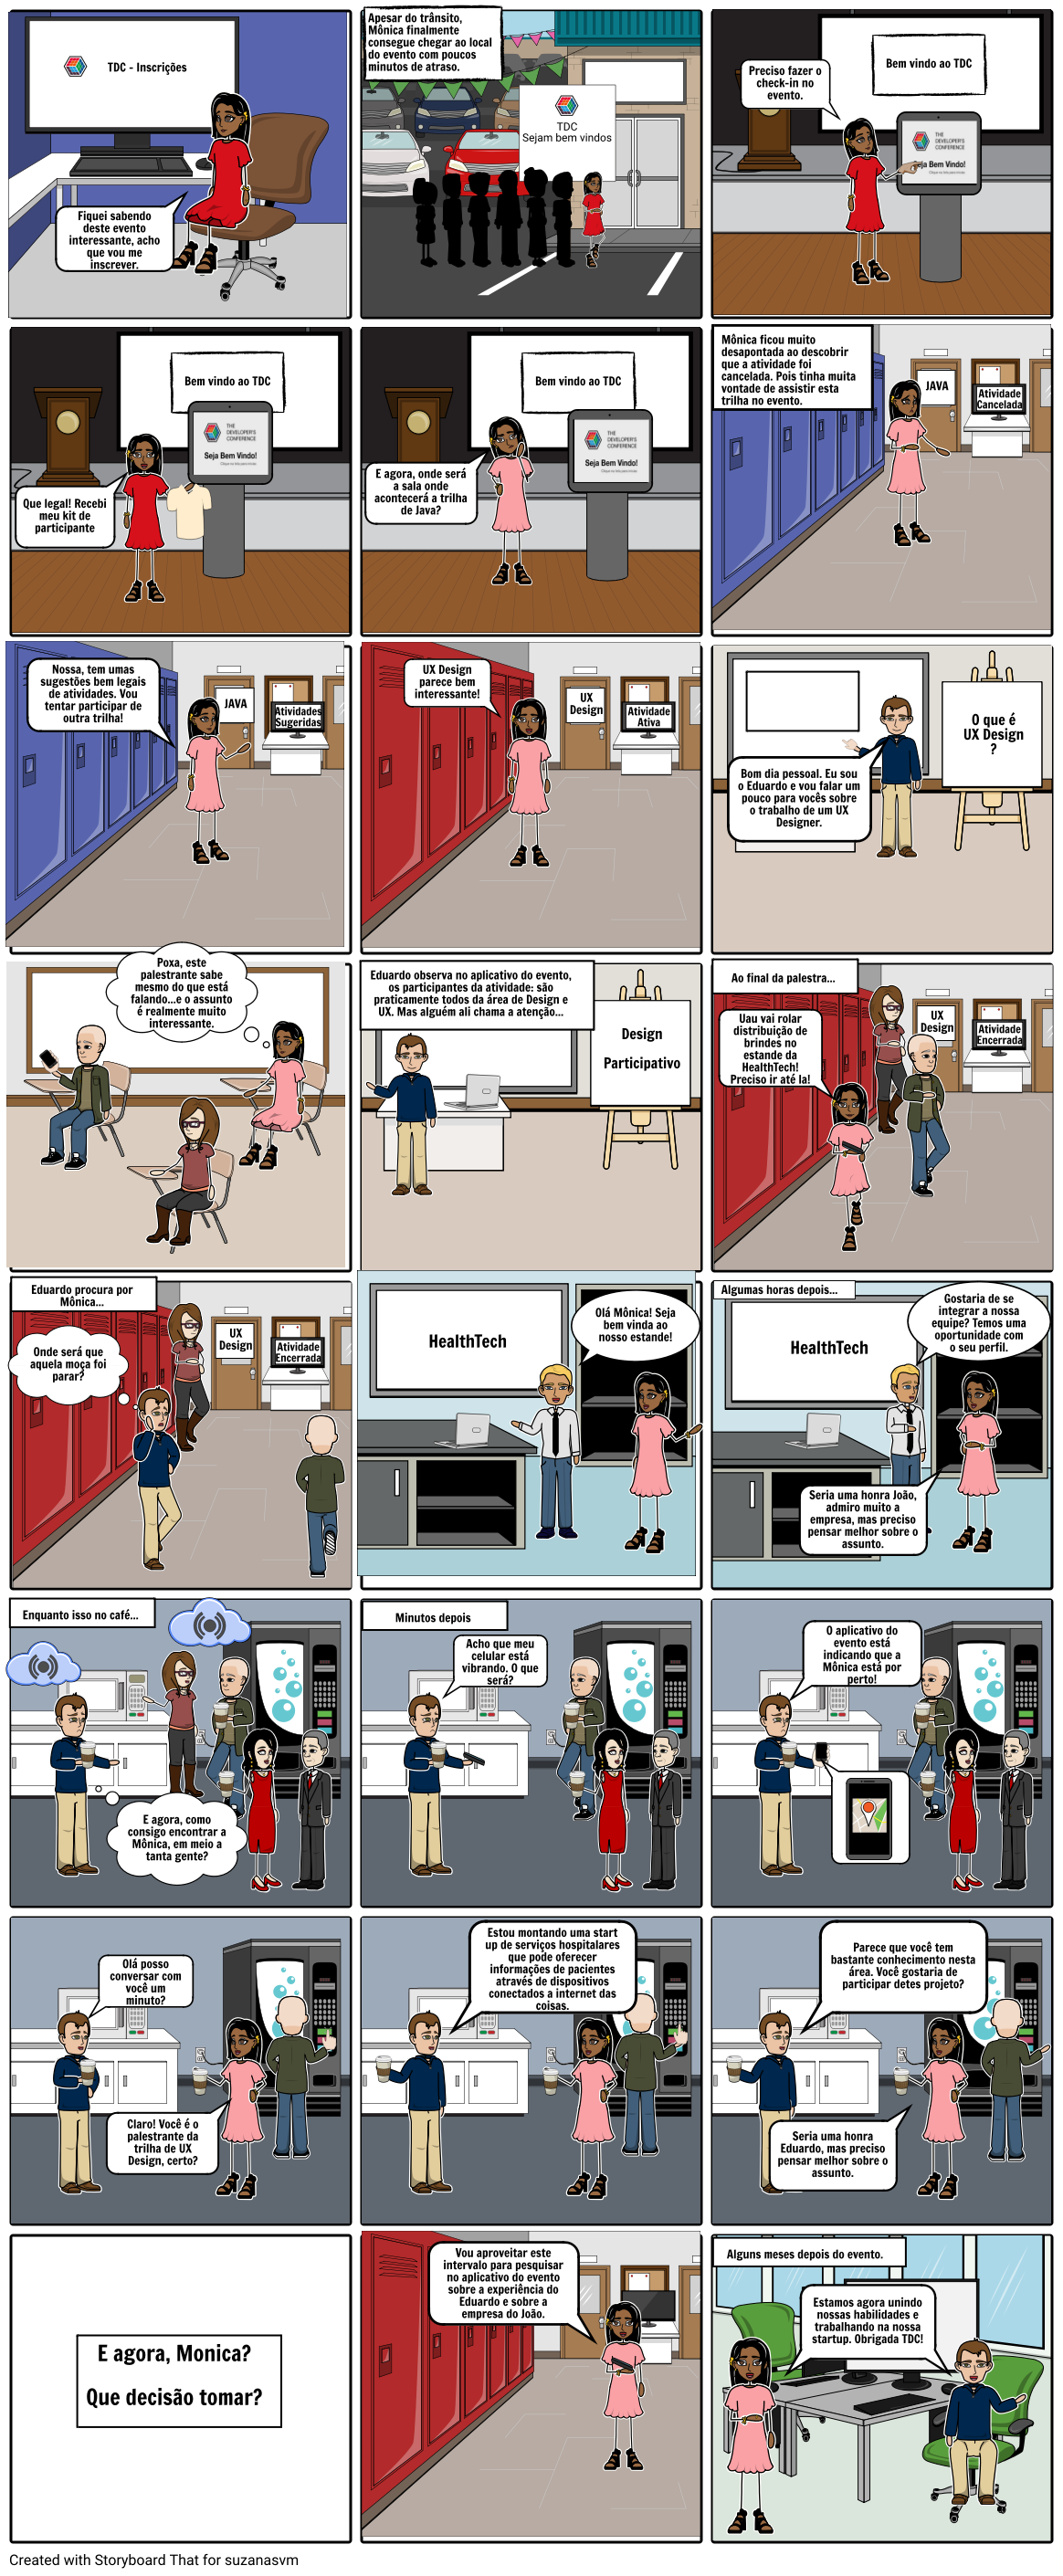 TDC - Inscrições
Fiquei sabendo
deste evento
interessante, acho
que vou me
inscrever.
Apesar do trânsito,
Mônica finalmente
consegue chegar ao local
do evento com poucos
minutos de atraso.
TDC
Sejam bem vindos
Preciso fazer o
check-in no
evento.
Bem vindo ao TDC
THE
DEVELOPER'S
CONFERENCE
ja Bem Vindo!
Bem vindo ao TDC
THE
DEVELOPER'S
CONFERENCE
Seja Bem Vindo!
Que legal! Recebi
meu kit de
participante
Bem vindo ao TDC
THE
DEVELOPER'S
CONFERENCE
Seja Bem Vindo!
E agora, onde será
a sala onde
acontecerá a trilha
de Java?
Mônica ficou muito
desapontada ao descobrir
que a atividade foi
cancelada. Pois tinha muita
vontade de assistir esta
trilha no evento.
JAVA
Atividade
Cancelada
Nossa, tem umas
sugestões bem legais
de atividades. Vou
tentar participar de
outra trilha!
JAVA
Atividades
Sugeridas
UX Design
parece bem
interessante!
UX
Design
Atividade
Ativa
Bom dia pessoal. Eu sou
o Eduardo e vou falar um
pouco para vocês sobre
o trabalho de um UX
Designer.
O que é
UX Design
?
Poxa, este
palestrante sabe
mesmo do que está
falando...e o assunto
é realmente muito
interessante.
Eduardo observa no aplicativo do evento,
os participantes da atividade: são
praticamente todos da área de Design e
UX. Mas alguém ali chama a atenção...
Design
Participativo
Ao final da palestra...
Uau vai rolar
distribuição de
brindes no
estande da
HealthTech!
Preciso ir até la!
UX
Design
Atividade
Encerrada
Eduardo procura por
Mônica...
Onde será que
aquela moça foi
parar?
UX
Design
Atividade
Encerrada
HealthTech
Olá Mônica! Seja
bem vinda ao
nosso estande!
Algumas horas depois...
HealthTech
Gostaria de se
integrar a nossa
equipe? Temos uma
oportunidade com
o seu perfil.
Seria uma honra João,
admiro muito a
empresa, mas preciso
pensar melhor sobre o
assunto.
Enquanto isso no café...
E agora, como
consigo encontrar a
Mônica, em meio a
tanta gente?
Minutos depois
Acho que meu
celular está
vibrando. O que
será?
O aplicativo do
evento está
indicando que a
Mônica está por
perto!
Olá posso
conversar com
você um
minuto?
Claro! Você é o
palestrante da
trilha de UX
Design, certo?
Estou montando uma start
up de serviços hospitalares
que pode oferecer
informações de pacientes
através de dispositivos
conectados a internet das
coisas.
Parece que você tem
bastante conhecimento nesta
área. Você gostaria de
participar detes projeto?
Seria uma honra
Eduardo, mas preciso
pensar melhor sobre o
assunto.
E agora, Monica?
Que decisão tomar?
Vou aproveitar este
intervalo para pesquisar
no aplicativo do evento
sobre a experiência do
Eduardo e sobre a
empresa do João.
Alguns meses depois do evento.
Estamos agora unindo
nossas habilidades e
trabalhando na nossa
startup. Obrigada TDC!
Created with Storyboard That for suzanasvm